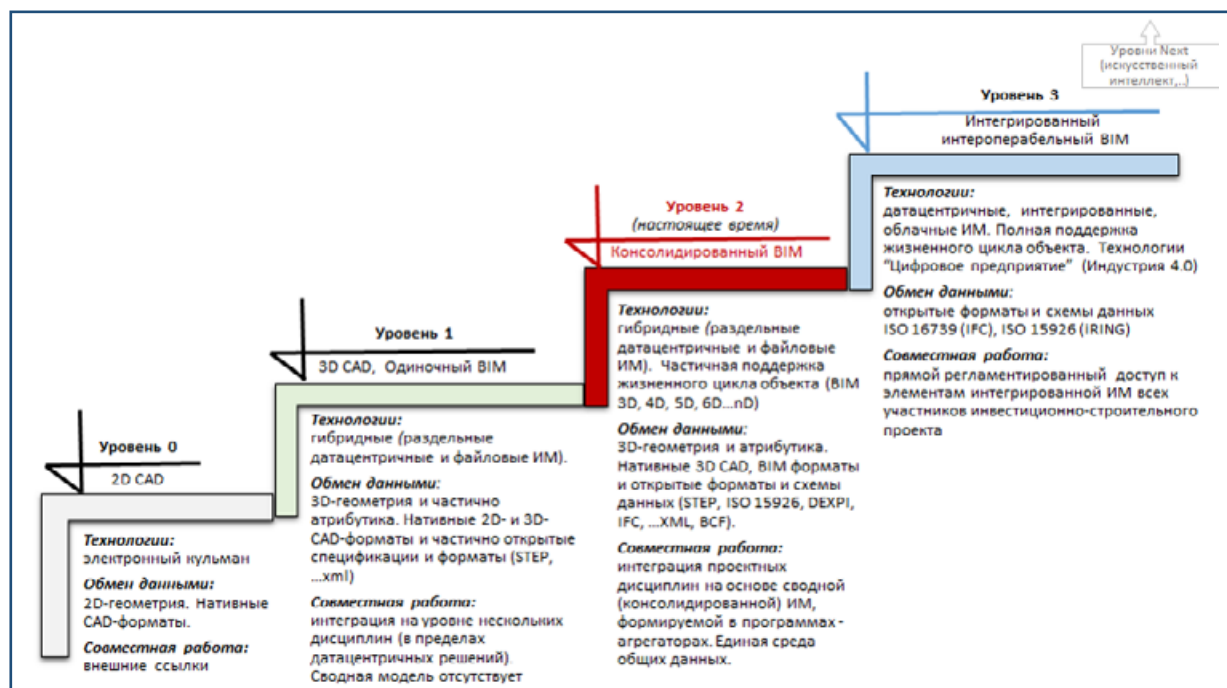 Уровень 0
2D CAD
Технологии:
электронный кульман
Обмен данными:
2D-геометрия. Нативные
CAD-форматы.
Совместная работа:
внешние ссылки
Уровень 1
3D CAD, Одиночный BIM
Технологии:
гибридные (раздельные
датацентричные и файловые ИМ).
Обмен данными:
3D-геометрия и частично
атрибутика. Нативные 2D- и 3D-
CAD-форматы и частично открытые
спецификации и форматы (STEP,
...xml)
Совместная работа:
интеграция на уровне нескольких
дисциплин (в пределах
датацентричных решений).
Сводная модель отсутствует
Уровень 2
(настоящее время)
Консолидированный BIM
Технологии:
гибридные (раздельные
датацентричные и файловые
ИМ). Частичная поддержка
жизненного цикла объекта (BIM
3D, 4D, 5D, 6D...nD)
Обмен данными:
3D-геометрия и атрибутика.
Нативные 3D CAD, BIM форматы
и открытые форматы и схемы
данных (STEP, ISO 15926, DEXPI,
IFC, ...XML, BCF).
Совместная работа:
интеграция проектных
дисциплин на основе сводной
(консолидированной) ИМ,
формируемой в программах -
агрегаторах. Единая среда
общих данных.
Уровни Next
(искусственный
интеллект,..)
Уровень 3
Интегрированный
интероперабельный BIM
Технологии:
датацентричные, интегрированные,
облачные ИМ. Полная поддержка
жизненного цикла объекта. Технологии
“Цифровое предприятие” (Индустрия 4.0)
Обмен данными:
открытые форматы и схемы данных
ISO 16739 (IFC), ISO 15926 (IRING)
Совместная работа:
прямой регламентированный доступ к
элементам интегрированной ИМ всех
участников инвестиционно-строительного
проекта